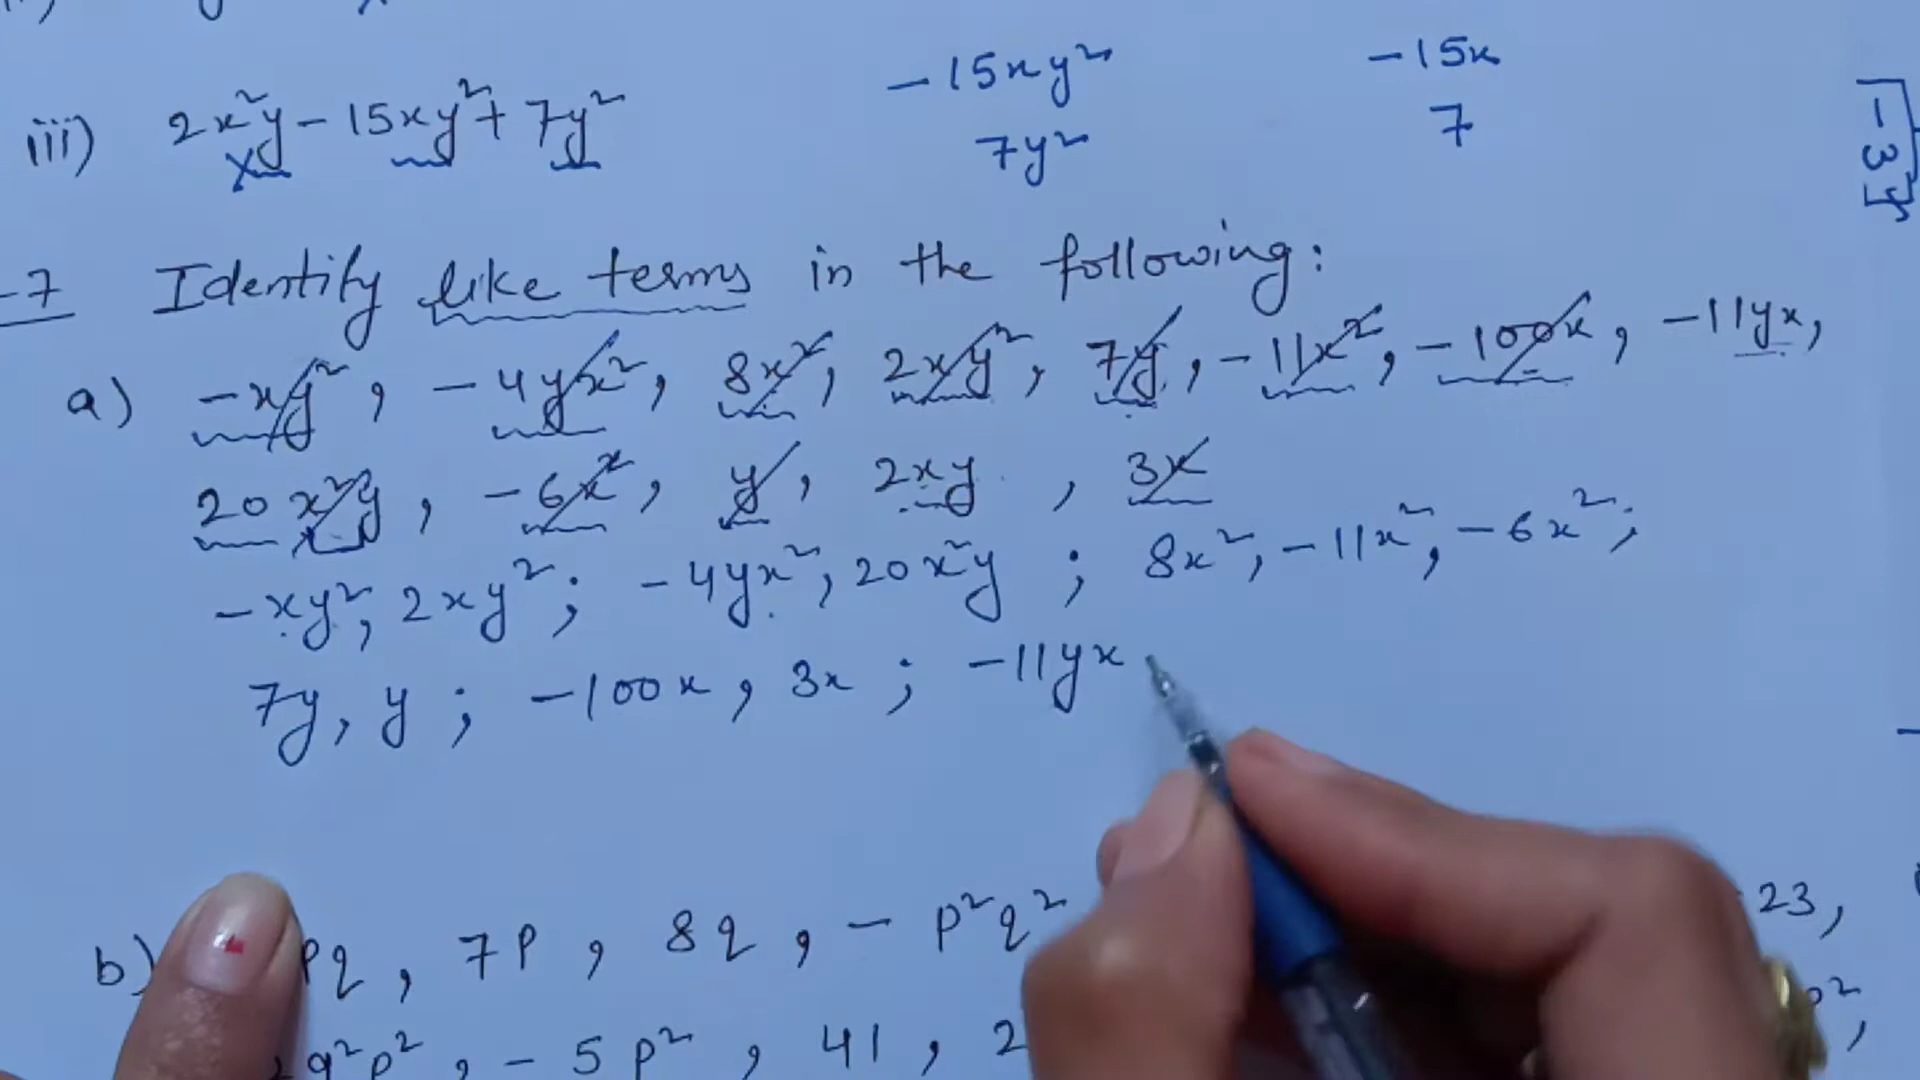 iii) 2x²y - 15xy² + 7y² -15xy² -15x
7y² 7
-3
-7 Identify like terms in the following:
a) -xy², -4yx², 8x², 2xy², 7y, -11x², -100x, -11yx,
20x²y, -6x², y, 2xy, 3x
-xy², 2xy²; -4yx², 20x²y; 8x², -11x², -6x²;
7y, y; -100x, 3x; -11yx
b) pq, 7p, 8q, -p²q² 23,
q²p², -5p², 41, 2